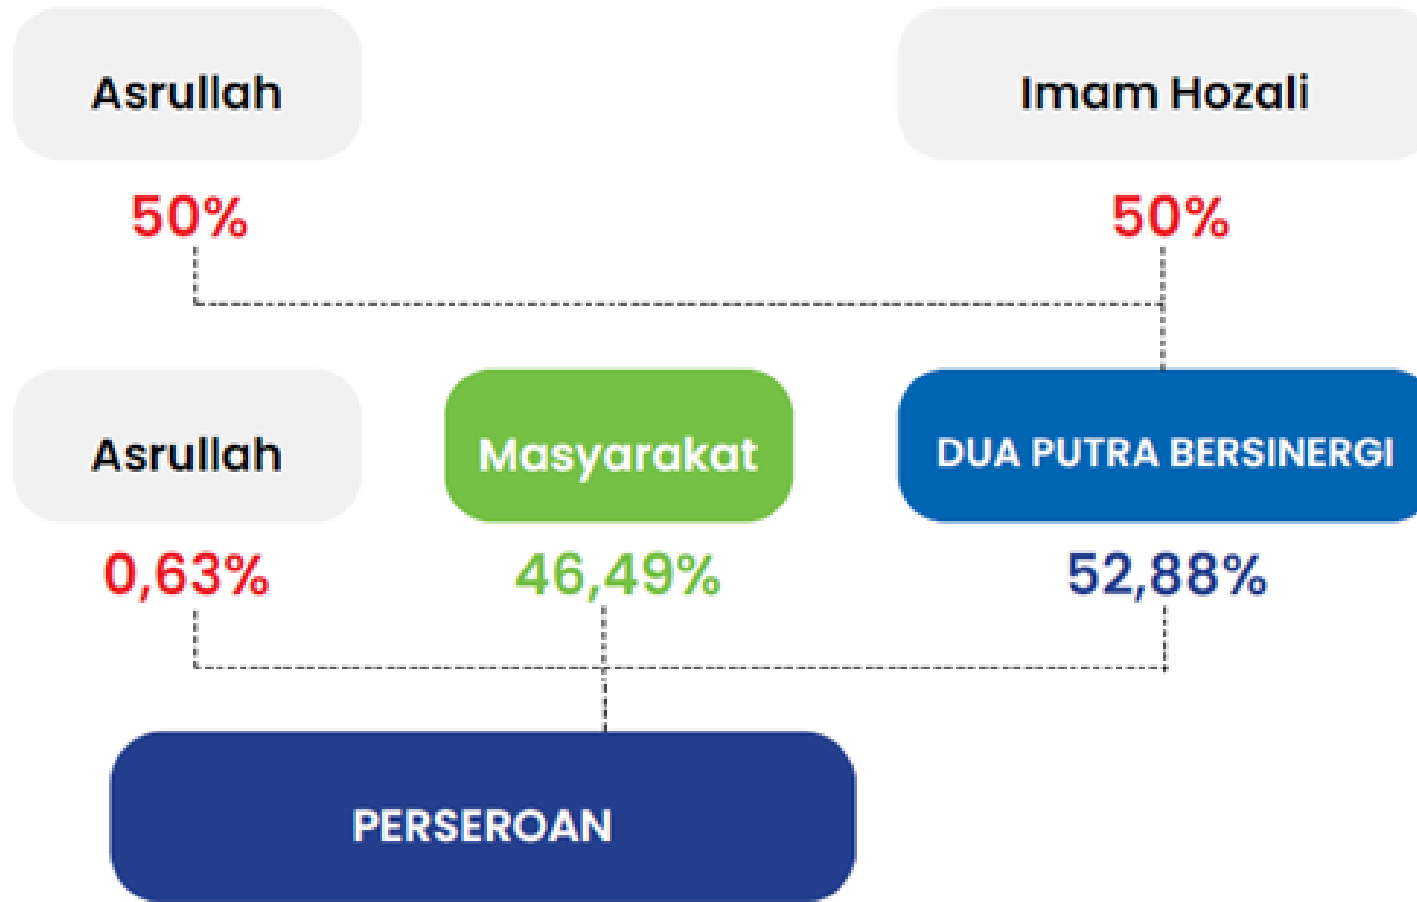 Asrullah
Imam Hozali
50%
50%
Asrullah
Masyarakat
DUA PUTRA BERSINERGI
0,63%
46,49%
52,88%
PERSEROAN